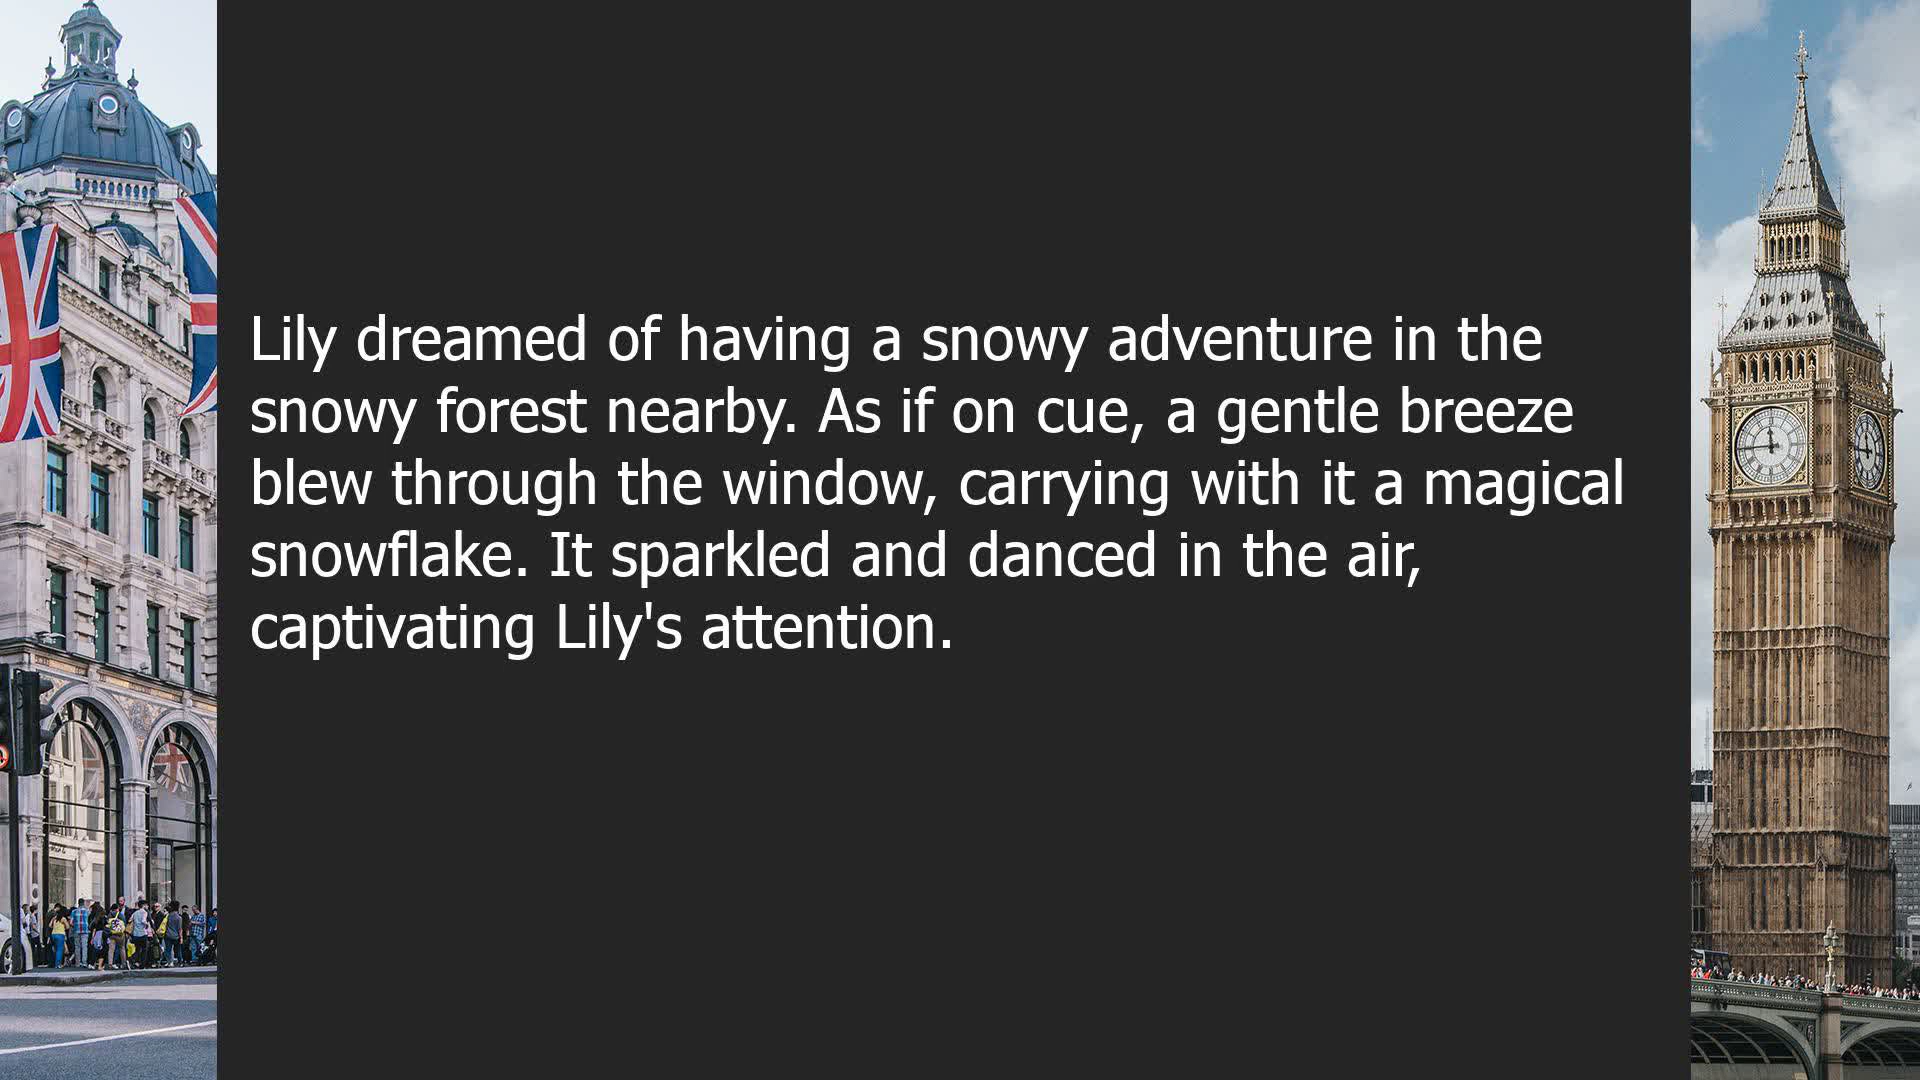 Lily dreamed of having a snowy adventure in the
snowy forest nearby. As if on cue, a gentle breeze
blew through the window, carrying with it a magical
snowflake. It sparkled and danced in the air,
captivating Lily's attention.